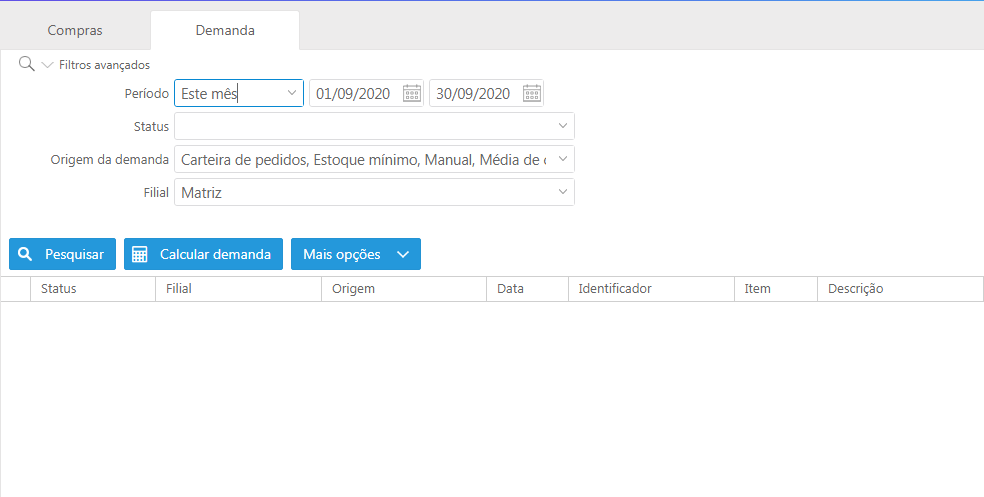 Compras Demanda
Filtros avançados
Período Este mês 01/09/2020 30/09/2020
Status
Origem da demanda Carteira de pedidos, Estoque mínimo, Manual, Média de
Filial Matriz
Pesquisar Calcular demanda Mais opções
Status Filial Origem Data Identificador Item Descrição